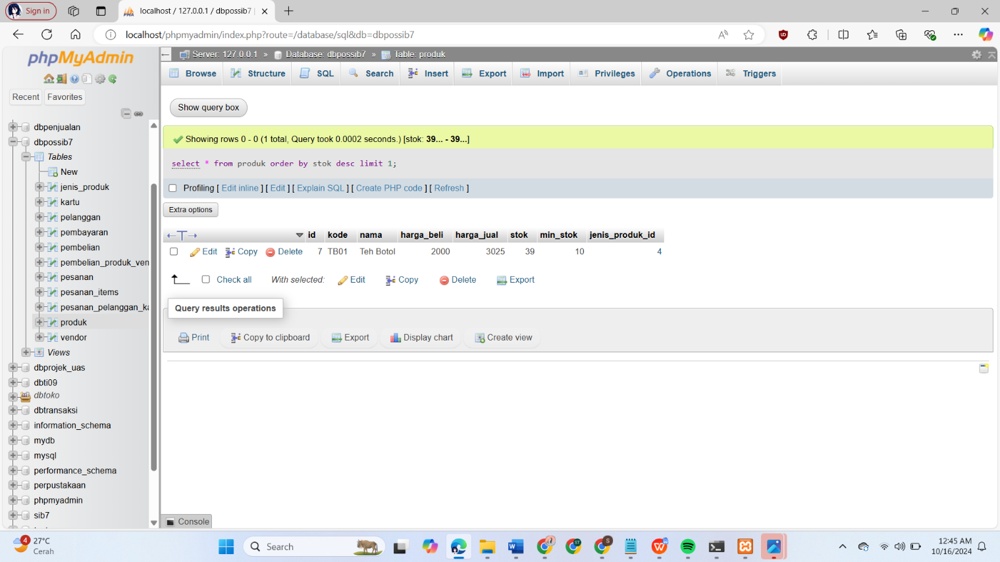 Sign in
localhost / 127.0.0.1 / dbpossib7 |
localhost/phpmyadmin/index.php?route=/database/sql&db=dbpossib7
phpMyAdmin
Recent
Favorites
dbpenjualan
dbpossib7
Tables
New
jenis_produk
kartu
pelanggan
pembayaran
pembelian
pembelian_produk_ven
pesanan
pesanan_items
pesanan_pelanggan_ka
produk
vendor
Views
dbprojek_uas
dbti09
dbtoko
dbtransaksi
information_schema
mydb
mysql
performance_schema
perpustakaan
phpmyadmin
sib7
Server: 127.0.0.1 » Database: dbpossib7 » Table: produk
Browse Structure SQL Search Insert Export Import Privileges Operations Triggers
Show query box
Showing rows 0 - 0 (1 total, Query took 0.0002 seconds.) [stok: 39... - 39...]
select * from produk order by stok desc limit 1;
Profiling [ Edit inline ] [ Edit ] [ Explain SQL ] [ Create PHP code ] [ Refresh ]
Extra options
←T→ id kode nama harga_beli harga_jual stok min_stok jenis_produk_id
Edit Copy Delete 7 TB01 Teh Botol 2000 3025 39 10 4
Check all With selected: Edit Copy Delete Export
Query results operations
Print Copy to clipboard Export Display chart Create view
Console
4
27°C
Cerah
Search
12:45 AM
10/16/2024